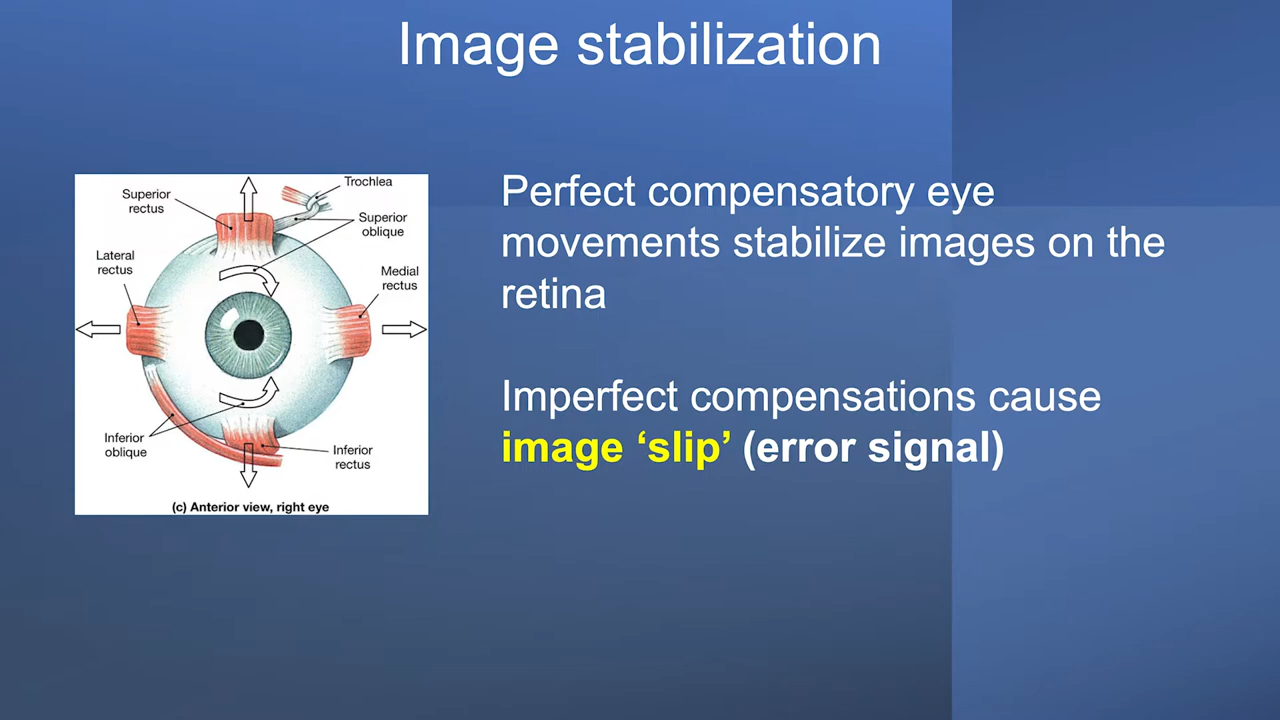 Image stabilization
Superior
rectus
Trochlea
Superior
oblique
Lateral
rectus
Medial
rectus
Inferior
oblique
Inferior
rectus
(c) Anterior view, right eye
Perfect compensatory eye
movements stabilize images on the
retina
Imperfect compensations cause
image ‘slip’ (error signal)